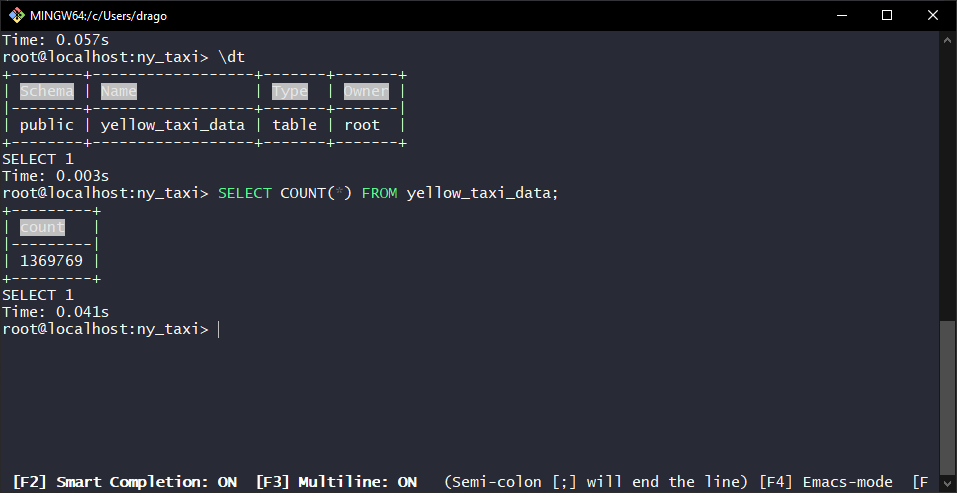 MINGW64:/c/Users/drago
Time: 0.057s
root@localhost:ny_taxi> \dt
+--------+------------------+-------+-------+
| Schema | Name             | Type  | Owner |
|--------+------------------+-------+-------|
| public | yellow_taxi_data | table | root  |
+--------+------------------+-------+-------+
SELECT 1
Time: 0.003s
root@localhost:ny_taxi> SELECT COUNT(*) FROM yellow_taxi_data;
+---------+
| count   |
|---------|
| 1369769 |
+---------+
SELECT 1
Time: 0.041s
root@localhost:ny_taxi>
[F2] Smart Completion: ON  [F3] Multiline: ON   (Semi-colon [;] will end the line) [F4] Emacs-mode  [F